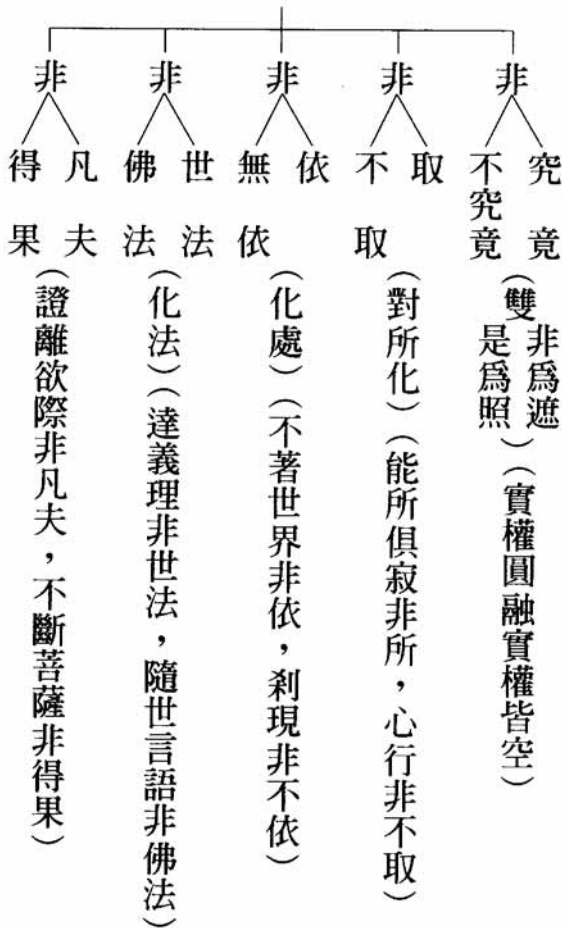 非
究竟
不究竟
(雙非爲遮是爲照)(實權圓融實權皆空)
非
取
不取
(對所化)(能所俱寂非所,心行非不取)
非
依
無依
(化處)(不著世界非依,剎現非不依)
非
世法
佛法
(化法)(達義理非世法,隨世言語非佛法)
非
凡夫
得果
(證離欲際非凡夫,不斷菩薩非得果)